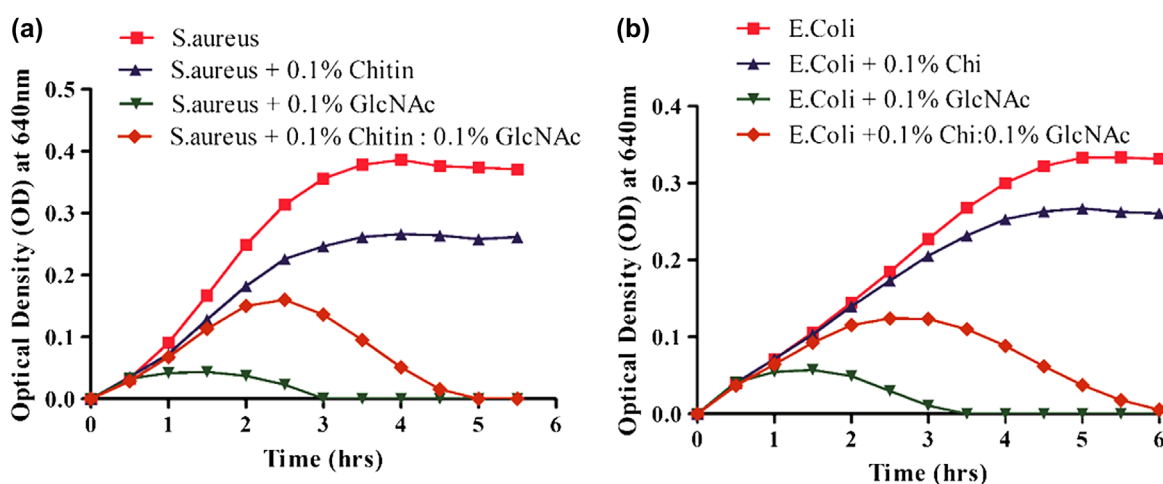 (a)
S.aureus
S.aureus + 0.1% Chitin
S.aureus + 0.1% GlcNAc
S.aureus + 0.1% Chitin : 0.1% GlcNAc
Optical Density (OD) at 640nm
0.5
0.4
0.3
0.2
0.1
0.0
0 1 2 3 4 5 6
Time (hrs)
(b)
E.Coli
E.Coli + 0.1% Chi
E.Coli + 0.1% GlcNAc
E.Coli +0.1% Chi:0.1% GlcNAc
Optical Density (OD) at 640nm
0.4
0.3
0.2
0.1
0.0
0 1 2 3 4 5 6
Time (hrs)